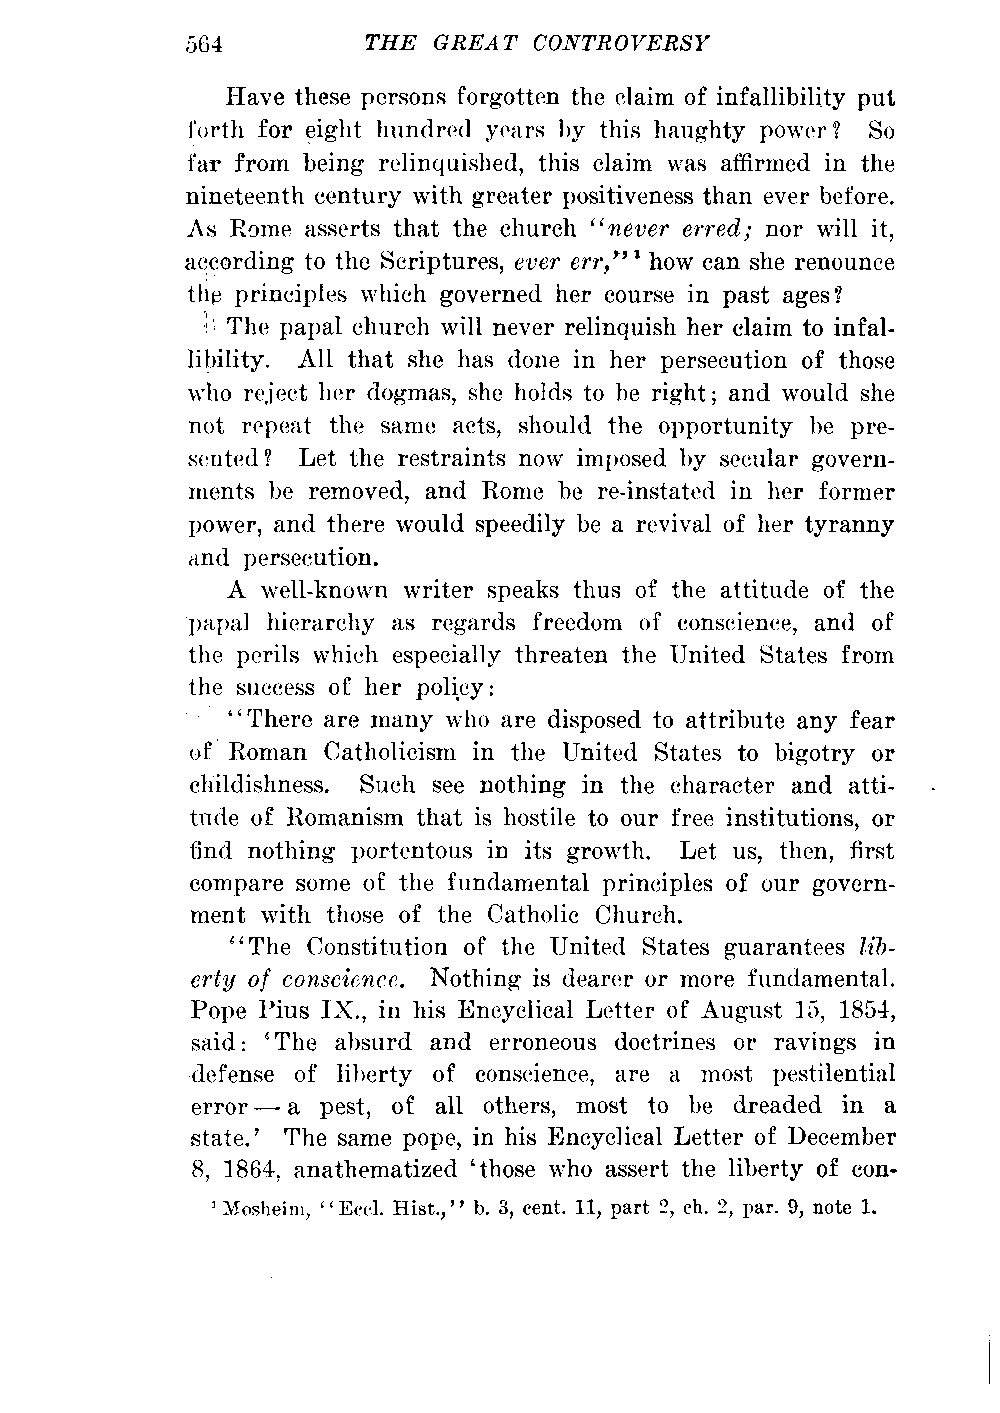 564 THE GREAT CONTROVERSY
Have these persons forgotten the claim of infallibility put
forth for eight hundred years by this haughty power? So
far from being relinquished, this claim was affirmed in the
nineteenth century with greater positiveness than ever before.
As Rome asserts that the church "never erred; nor will it,
according to the Scriptures, ever err,"¹ how can she renounce
the principles which governed her course in past ages?
The papal church will never relinquish her claim to infal-
libility. All that she has done in her persecution of those
who reject her dogmas, she holds to be right; and would she
not repeat the same acts, should the opportunity be pre-
sented? Let the restraints now imposed by secular govern-
ments be removed, and Rome be re-instated in her former
power, and there would speedily be a revival of her tyranny
and persecution.
A well-known writer speaks thus of the attitude of the
papal hierarchy as regards freedom of conscience, and of
the perils which especially threaten the United States from
the success of her policy:
"There are many who are disposed to attribute any fear
of Roman Catholicism in the United States to bigotry or
childishness. Such see nothing in the character and atti-
tude of Romanism that is hostile to our free institutions, or
find nothing portentous in its growth. Let us, then, first
compare some of the fundamental principles of our govern-
ment with those of the Catholic Church.
"The Constitution of the United States guarantees lib-
erty of conscience. Nothing is dearer or more fundamental.
Pope Pius IX., in his Encyclical Letter of August 15, 1854,
said: 'The absurd and erroneous doctrines or ravings in
defense of liberty of conscience, are a most pestilential
error — a pest, of all others, most to be dreaded in a
state.' The same pope, in his Encyclical Letter of December
8, 1864, anathematized 'those who assert the liberty of con-
¹ Mosheim, "Eccl. Hist.," b. 3, cent. 11, part 2, ch. 2, par. 9, note 1.